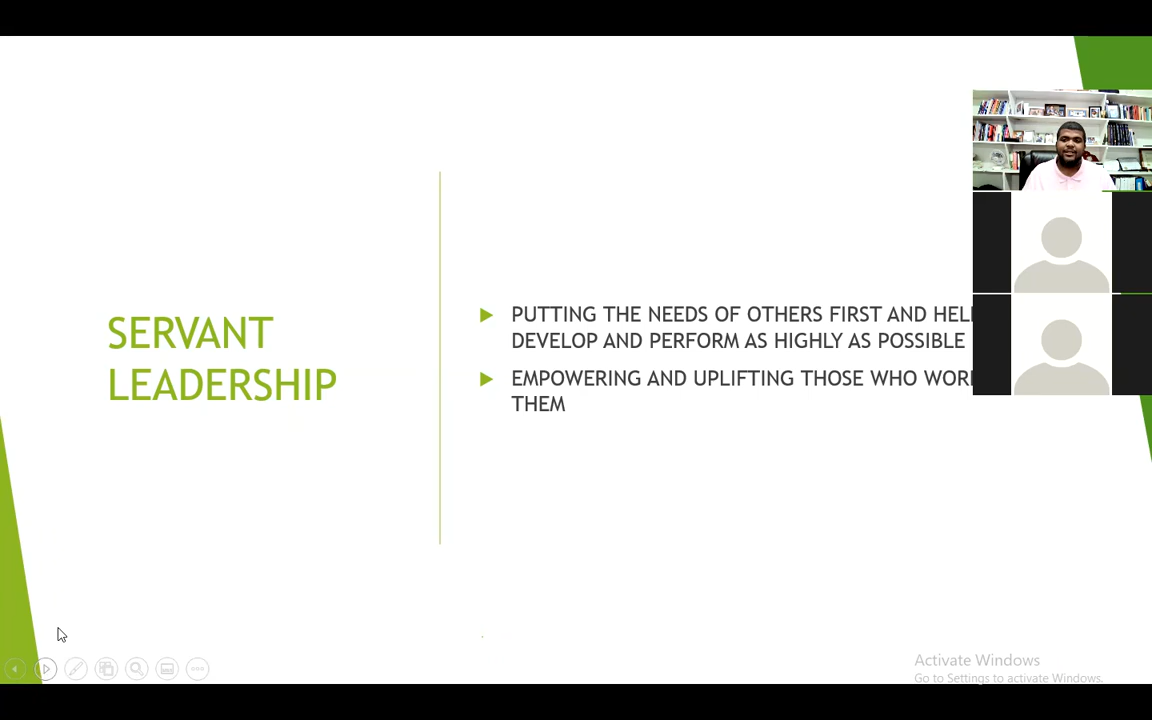 SERVANT
LEADERSHIP
PUTTING THE NEEDS OF OTHERS FIRST AND
DEVELOP AND PERFORM AS HIGHLY AS POSSIBLE
EMPOWERING AND UPLIFTING THOSE WHO
THEM
Activate Windows
Go to Settings to activate Windows.